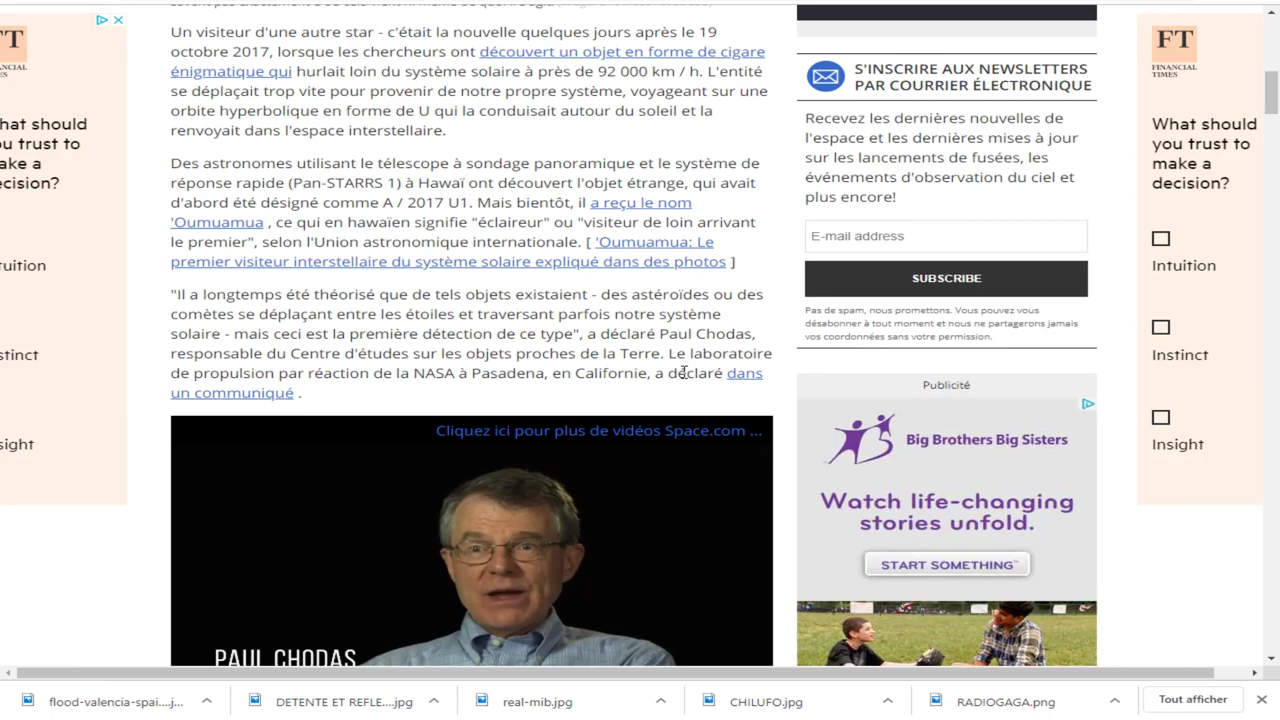 Un visiteur d'une autre star - c'était la nouvelle quelques jours après le 19
octobre 2017, lorsque les chercheurs ont découvert un objet en forme de cigare
énigmatique qui hurlait loin du système solaire à près de 92 000 km / h. L'entité
se déplaçait trop vite pour provenir de notre propre système, voyageant sur une
orbite hyperbolique en forme de U qui la conduisait autour du soleil et la
renvoyait dans l'espace interstellaire.
Des astronomes utilisant le télescope à sondage panoramique et le système de
réponse rapide (Pan-STARRS 1) à Hawaï ont découvert l'objet étrange, qui avait
d'abord été désigné comme A / 2017 U1. Mais bientôt, il a reçu le nom
'Oumuamua , ce qui en hawaïen signifie "éclaireur" ou "visiteur de loin arrivant
le premier", selon l'Union astronomique internationale. [ 'Oumuamua: Le
premier visiteur interstellaire du système solaire expliqué dans des photos ]
"Il a longtemps été théorisé que de tels objets existaient - des astéroïdes ou des
comètes se déplaçant entre les étoiles et traversant parfois notre système
solaire - mais ceci est la première détection de ce type", a déclaré Paul Chodas,
responsable du Centre d'études sur les objets proches de la Terre. Le laboratoire
de propulsion par réaction de la NASA à Pasadena, en Californie, a déclaré dans
un communiqué .
Cliquez ici pour plus de vidéos Space.com ...
PAUL CHODAS
S'INSCRIRE AUX NEWSLETTERS
PAR COURRIER ÉLECTRONIQUE
Recevez les dernières nouvelles de
l'espace et les dernières mises à jour
sur les lancements de fusées, les
événements d'observation du ciel et
plus encore!
E-mail address
SUBSCRIBE
Pas de spam, nous promettons. Vous pouvez vous
désabonner à tout moment et nous ne partagerons jamais
vos coordonnées sans votre permission.
Publicité
Big Brothers Big Sisters
Watch life-changing
stories unfold.
START SOMETHING™
FT
FINANCIAL
TIMES
What should
you trust to
make a
decision?
Intuition
Instinct
Insight
FT
NCIAL
ES
hat should
u trust to
ake a
cision?
tuition
stinct
sight
flood-valencia-spai....j...
DETENTE ET REFLE....jpg
real-mib.jpg
CHILUFO.jpg
RADIOGAGA.png
Tout afficher